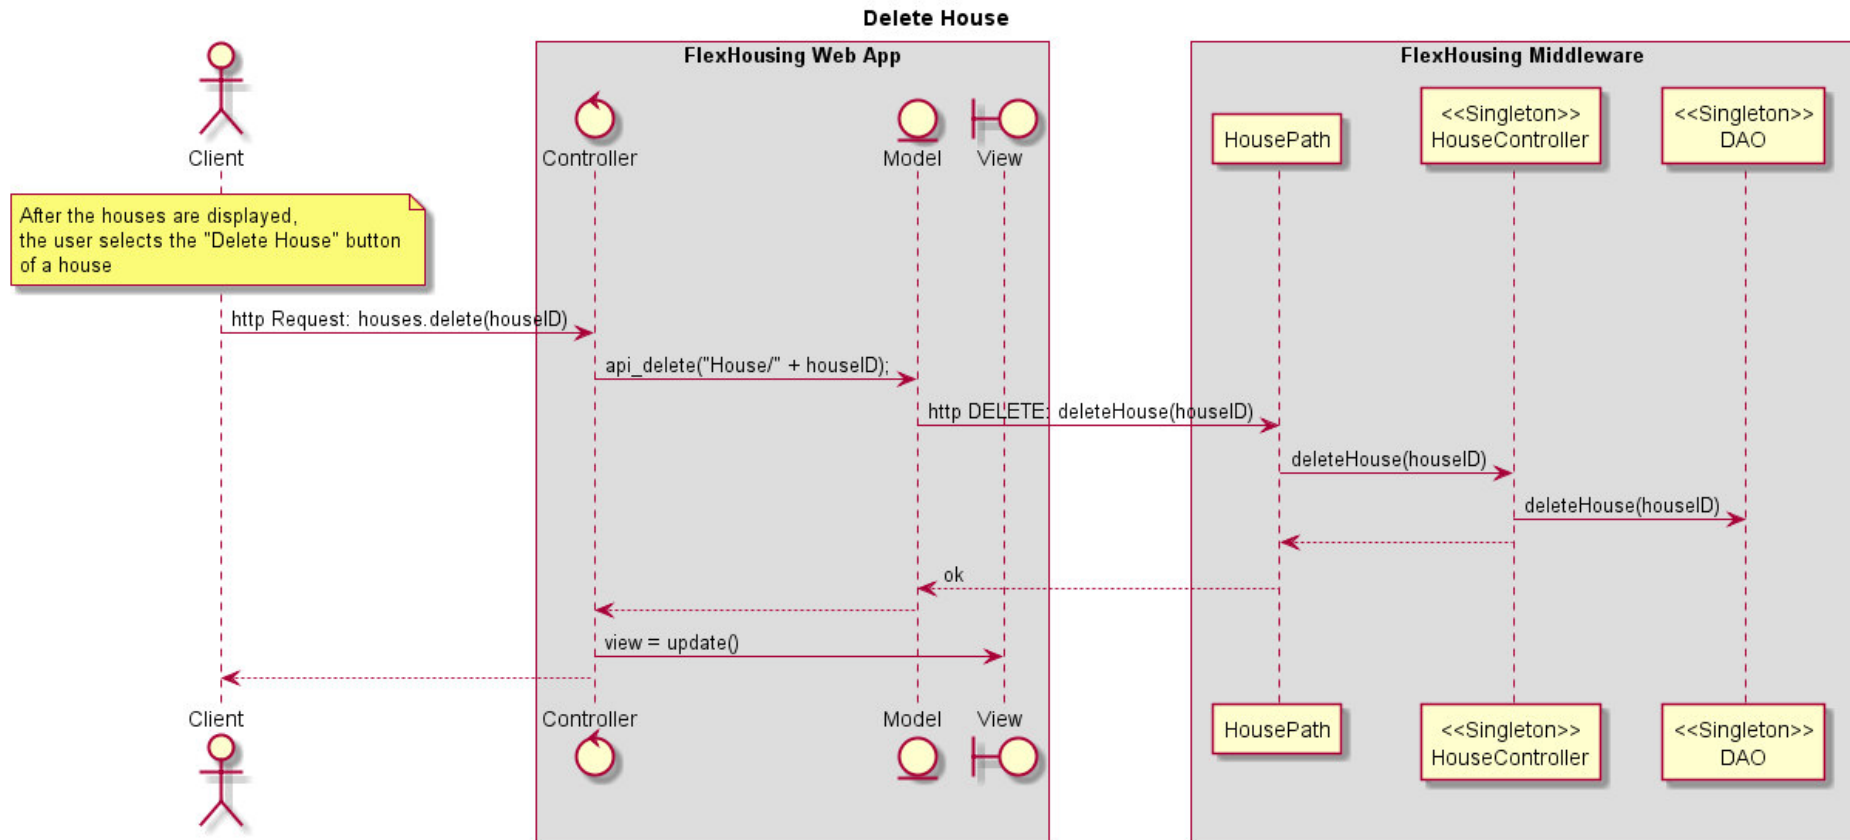 Delete House
FlexHousing Web App
FlexHousing Middleware
Client
Controller
Model
View
HousePath
<<Singleton>>
HouseController
<<Singleton>>
DAO
After the houses are displayed,
the user selects the "Delete House" button
of a house
http Request: houses.delete(houseID)
api_delete("House/" + houseID);
http DELETE: deleteHouse(houseID)
deleteHouse(houseID)
deleteHouse(houseID)
ok
view = update()
Client
Controller
Model
View
HousePath
<<Singleton>>
HouseController
<<Singleton>>
DAO